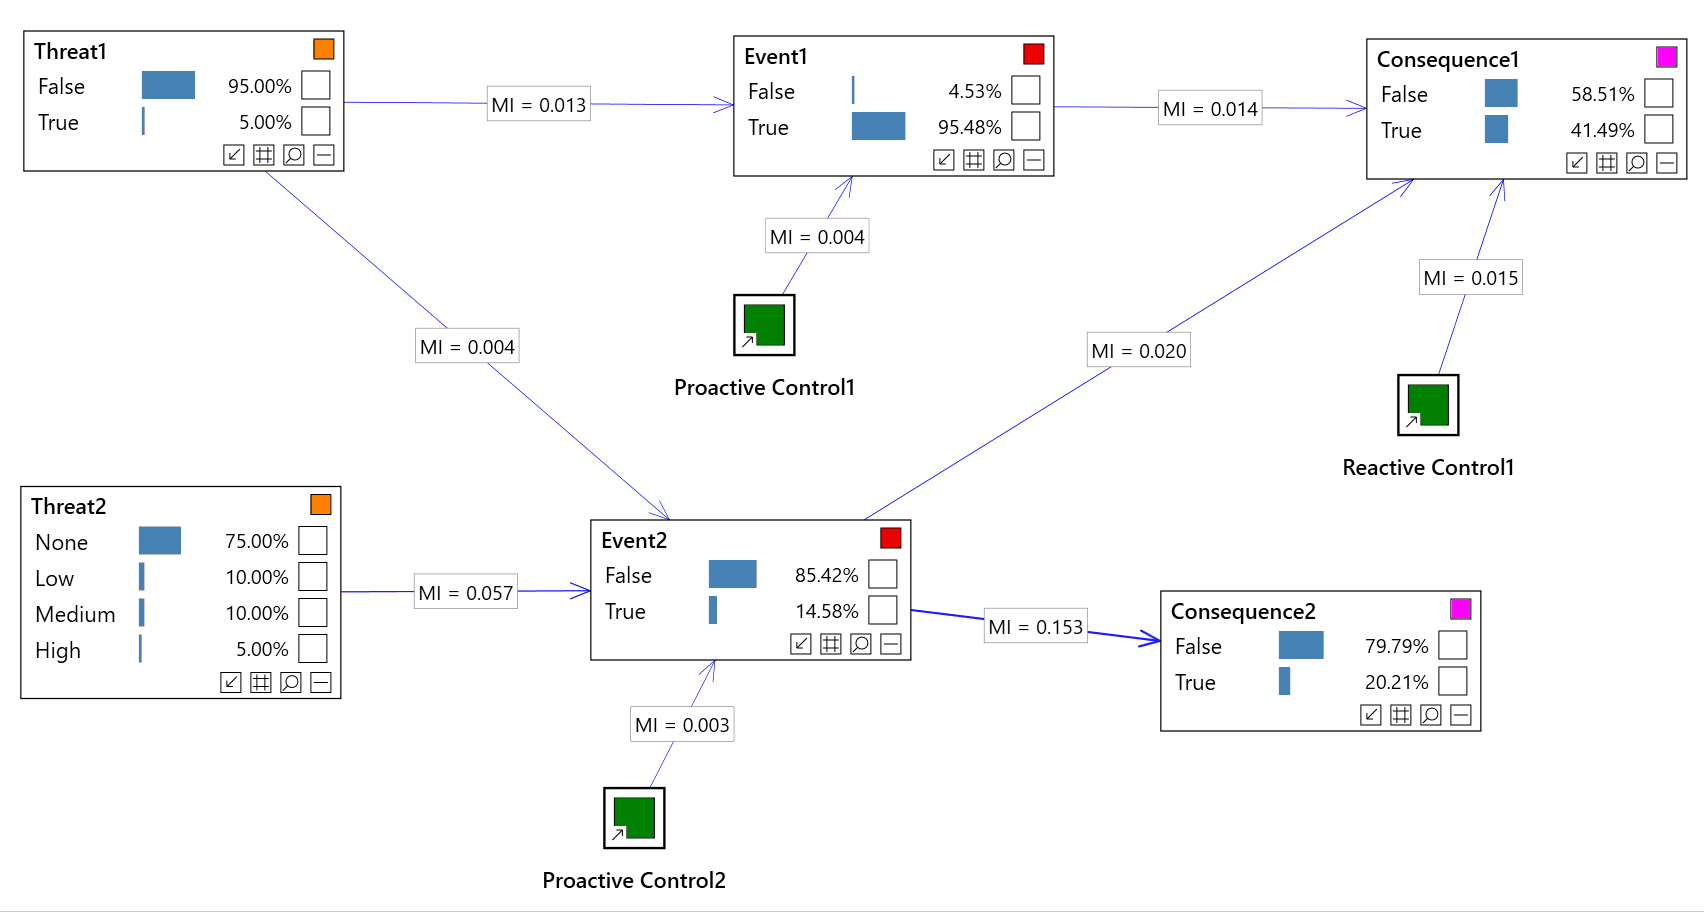 Threat1
False 95.00%
True 5.00%
MI = 0.013
Event1
False 4.53%
True 95.48%
MI = 0.014
Consequence1
False 58.51%
True 41.49%
MI = 0.004
Proactive Control1
MI = 0.015
Reactive Control1
MI = 0.004
MI = 0.020
Threat2
None 75.00%
Low 10.00%
Medium 10.00%
High 5.00%
MI = 0.057
Event2
False 85.42%
True 14.58%
MI = 0.153
Consequence2
False 79.79%
True 20.21%
MI = 0.003
Proactive Control2